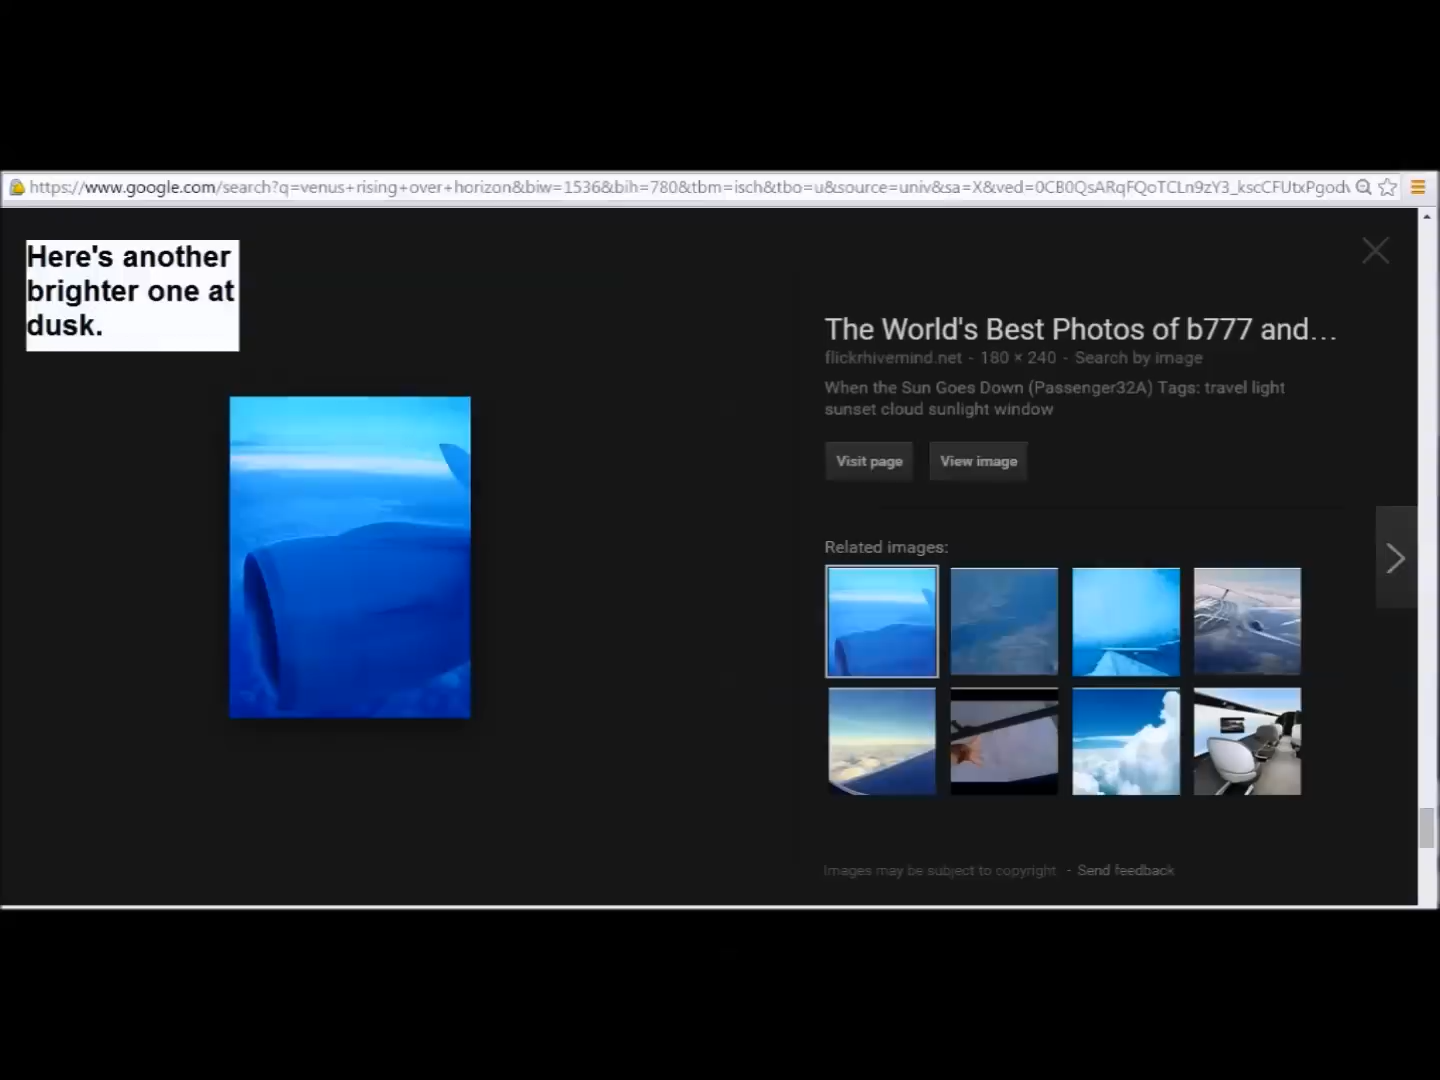 https://www.google.com/search?q=venus+rising+over+horizon&biw=1536&bih=780&tbm=isch&tbo=u&source=univ&sa=X&ved=0CB0QsARqFQoTCLn9zY3_kscCFUtxPgodv
Here's another
brighter one at
dusk.
The World's Best Photos of b777 and...
flickrhivemind.net - 180 × 240 - Search by image
When the Sun Goes Down (Passenger32A) Tags: travel light
sunset cloud sunlight window
Visit page
View image
Related images:
Images may be subject to copyright - Send feedback